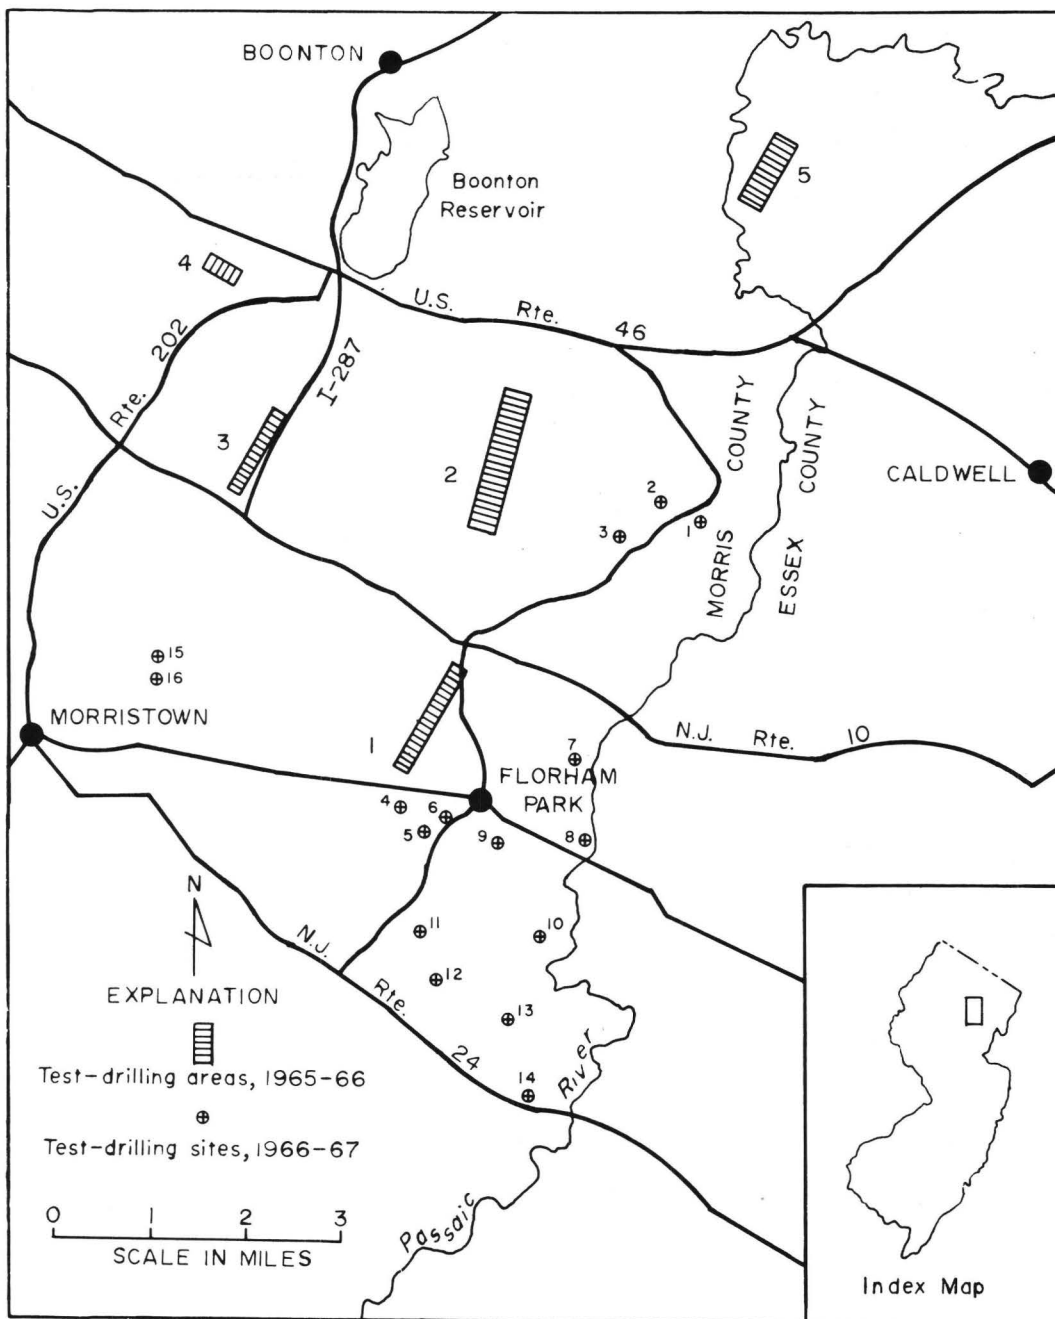 BOONTON
Boonton
Reservoir
5
4
U.S. Rte. 46
U.S. Rte. 202
I-287
3
2
MORRIS COUNTY
ESSEX COUNTY
CALDWELL
2
1
3
15
16
MORRISTOWN
1
N.J. Rte. 10
7
FLORHAM
PARK
4
6
5
9
8
N
11
10
12
13
14
N.J. Rte. 24
Passaic River
EXPLANATION
Test-drilling areas, 1965-66
Test-drilling sites, 1966-67
0 1 2 3
SCALE IN MILES
Index Map